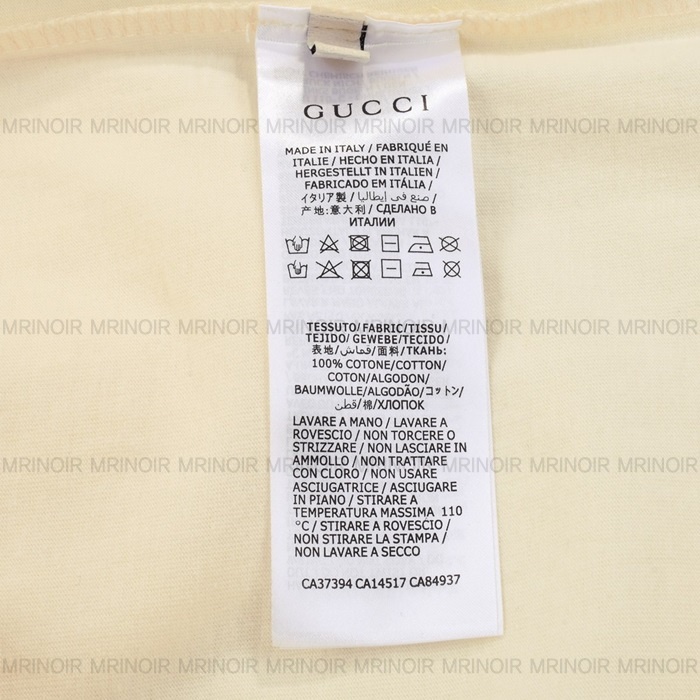 GUCCI
MRINOIR MRINOIR MRINOIR MRINOIR MRINOIR MRINOIR MRINOIR MRINOIR
MADE IN ITALY / FABRIQUÉ EN
ITALIE / HECHO EN ITALIA /
HERGESTELLT IN ITALIEN /
FABRICADO EM ITÁLIA /
イタリア製 / صنع في إيطاليا /
产地:意大利 / СДЕЛАНО В
ИТАЛИИ
MRINOIR MRINOIR MRINOIR MRINOIR MRINOIR MRINOIR MRINOIR MRINOIR
TESSUTO/ FABRIC/TISSU/
TEJIDO/ GEWEBE/TECIDO/
表地/قماش/面料/ТКАНЬ:
100% COTONE/COTTON/
COTON/ALGODON/
BAUMWOLLE/ALGODÃO/コットン/
قطن/棉/ХЛОПОК
LAVARE A MANO / LAVARE A
ROVESCIO / NON TORCERE O
STRIZZARE / NON LASCIARE IN
AMMOLLO / NON TRATTARE
MRINOIR MRINOIR MRINOIR MRINOIR MRINOIR MRINOIR MRINOIR MRINOIR
CON CLORO / NON USARE
ASCIUGATRICE / ASCIUGARE
IN PIANO / STIRARE A
TEMPERATURA MASSIMA 110
°C / STIRARE A ROVESCIO /
NON STIRARE LA STAMPA /
NON LAVARE A SECCO
CA37394 CA14517 CA84937
MRINOIR MRINOIR MRINOIR MRINOIR MRINOIR MRINOIR MRINOIR MRINOIR